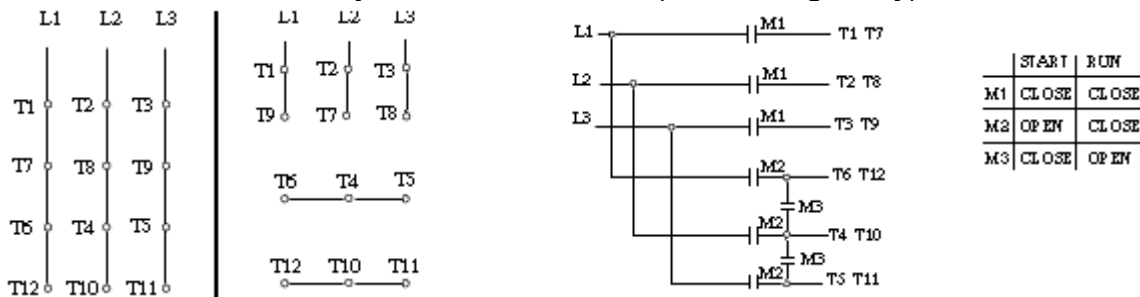 L1 L2 L3
T1 T2 T3
T7 T8 T9
T6 T4 T5
T12 T10 T11
L1 L2 L3
T1 T2 T3
T9 T7 T8
T6 T4 T5
T12 T10 T11
L1 M1 T1 T7
L2 M1 T2 T8
L3 M1 T3 T9
M2 T6 T12
M3
M2 T4 T10
M3
M2 T5 T11
START RUN
M1 CLOSE CLOSE
M2 OPEN CLOSE
M3 CLOSE OPEN